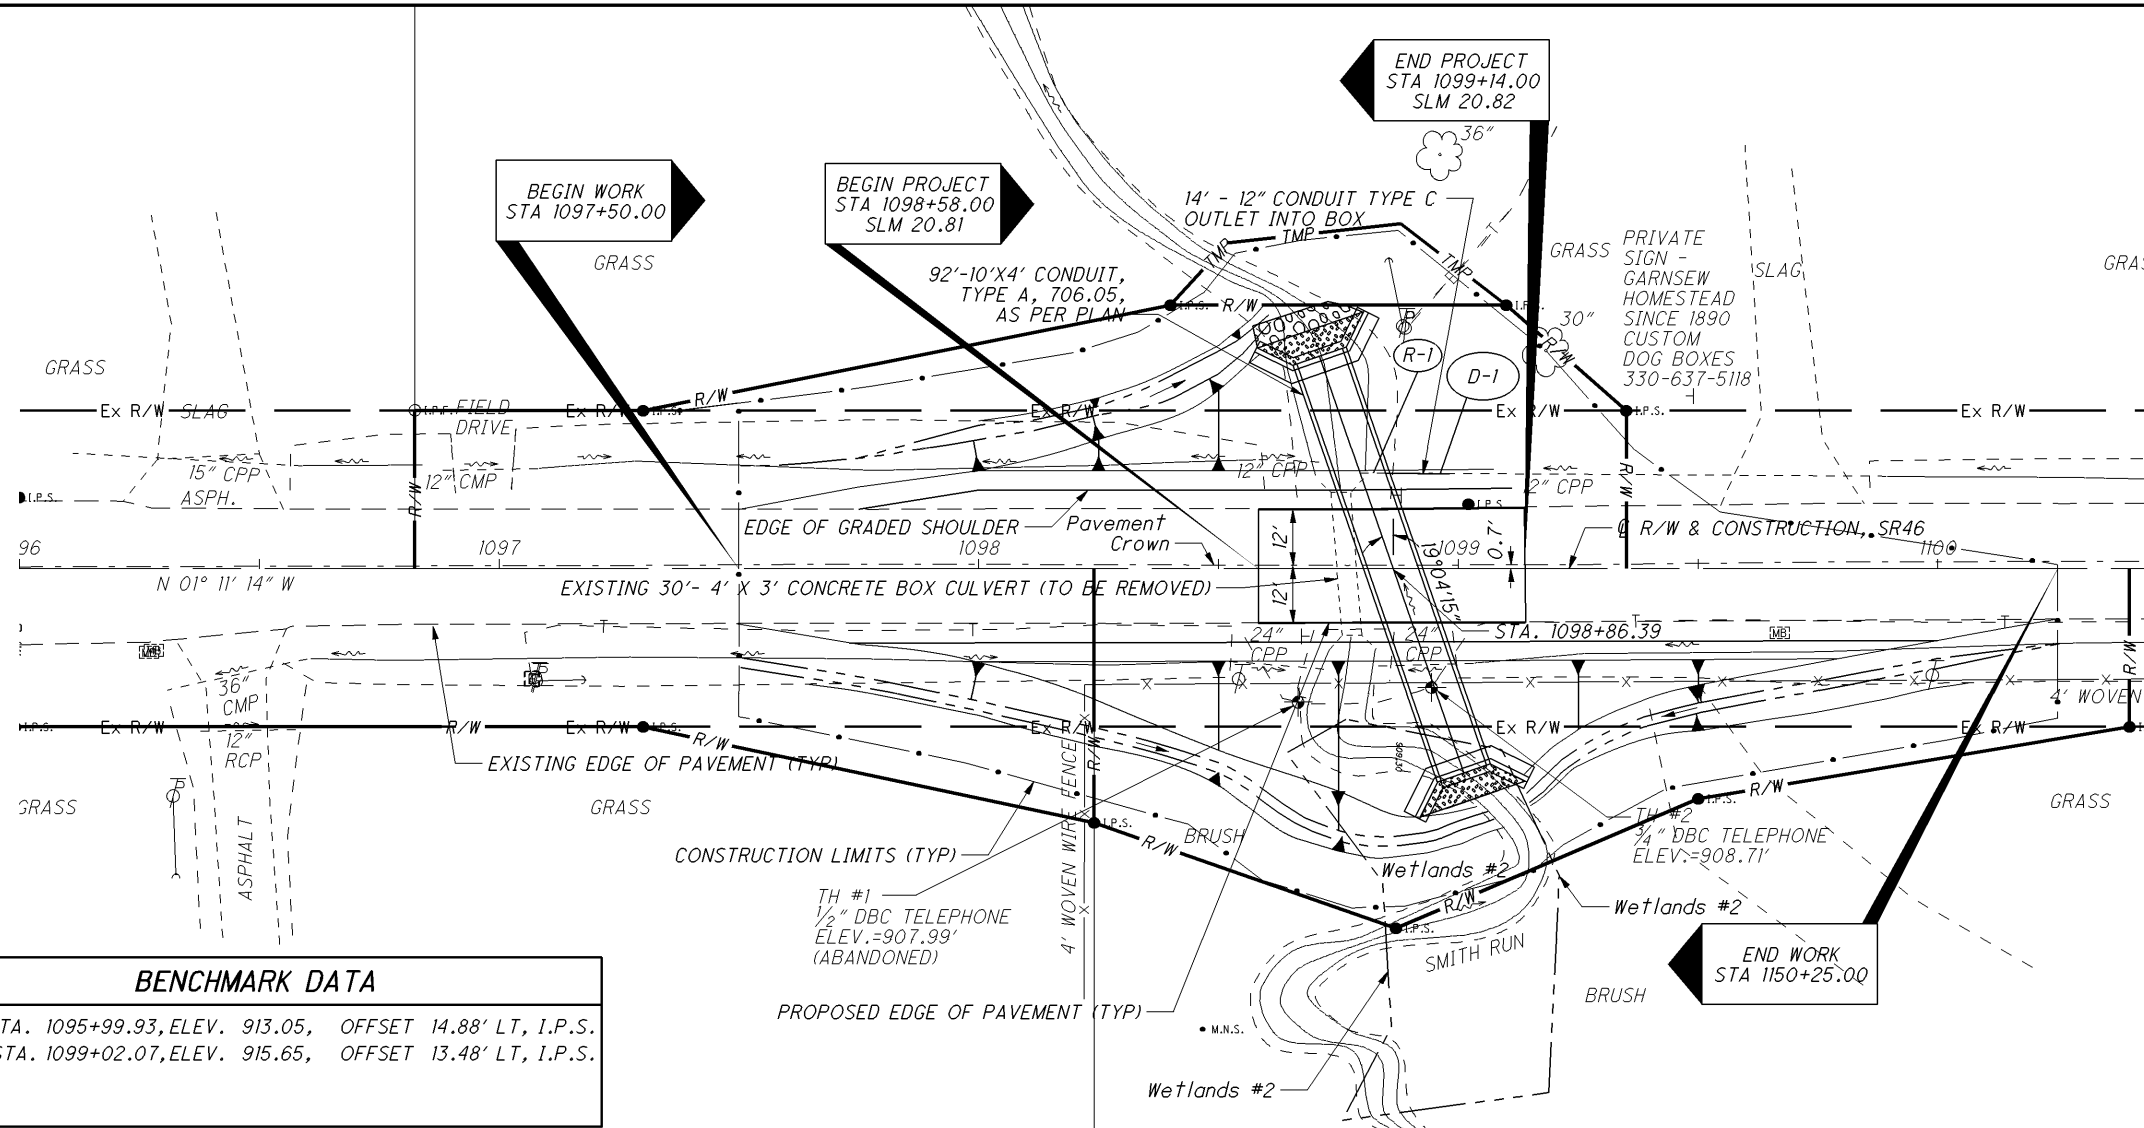 END PROJECT
STA 1099+14.00
SLM 20.82
36"
BEGIN WORK
STA 1097+50.00
BEGIN PROJECT
STA 1098+58.00
SLM 20.81
14' - 12" CONDUIT TYPE C
OUTLET INTO BOX
TMP
TMP
TMP
GRASS
GRASS
PRIVATE
SIGN -
GARNSEW
HOMESTEAD
SINCE 1890
CUSTOM
DOG BOXES
330-637-5118
SLAG
92'-10'X4' CONDUIT,
TYPE A, 706.05,
AS PER PLAN
I.P.S.
R/W
I.P.S.
30"
R/W
R-1
D-1
GRASS
R/W
Ex R/W
SLAG
I.P.F.
FIELD
DRIVE
Ex R/W
I.P.S.
Ex R/W
Ex R/W
I.P.S.
Ex R/W
15" CPP
ASPH.
12" CMP
R/W
12" CPP
12" CPP
R/W
I.P.S.
I.P.S.
EDGE OF GRADED SHOULDER
Pavement
Crown
12'
0.7'
℄ R/W & CONSTRUCTION, SR46
96
1097
1098
1099
1100
N 01° 11' 14" W
EXISTING 30'- 4' X 3' CONCRETE BOX CULVERT (TO BE REMOVED)
12'
19°04'15"
STA. 1098+86.39
MB
MB
24"
CPP
24"
CPP
36"
CMP
12"
RCP
I.P.S.
Ex R/W
R/W
Ex R/W
I.P.S.
R/W
Ex R/W
R/W
Ex R/W
Ex R/W
R/W
4' WOVEN
EXISTING EDGE OF PAVEMENT (TYP)
GRASS
GRASS
ASPHALT
CONSTRUCTION LIMITS (TYP)
4' WOVEN WIRE FENCE
I.P.S.
R/W
BRUSH
I.P.S.
R/W
GRASS
TH #2
3/4" DBC TELEPHONE
ELEV.=908.71'
TH #1
1/2" DBC TELEPHONE
ELEV.=907.99'
(ABANDONED)
Wetlands #2
R/W
I.P.S.
Wetlands #2
SMITH RUN
END WORK
STA 1150+25.00
BRUSH
PROPOSED EDGE OF PAVEMENT (TYP)
M.N.S.
Wetlands #2
BENCHMARK DATA
TA. 1095+99.93, ELEV. 913.05, OFFSET 14.88' LT, I.P.S.
STA. 1099+02.07, ELEV. 915.65, OFFSET 13.48' LT, I.P.S.